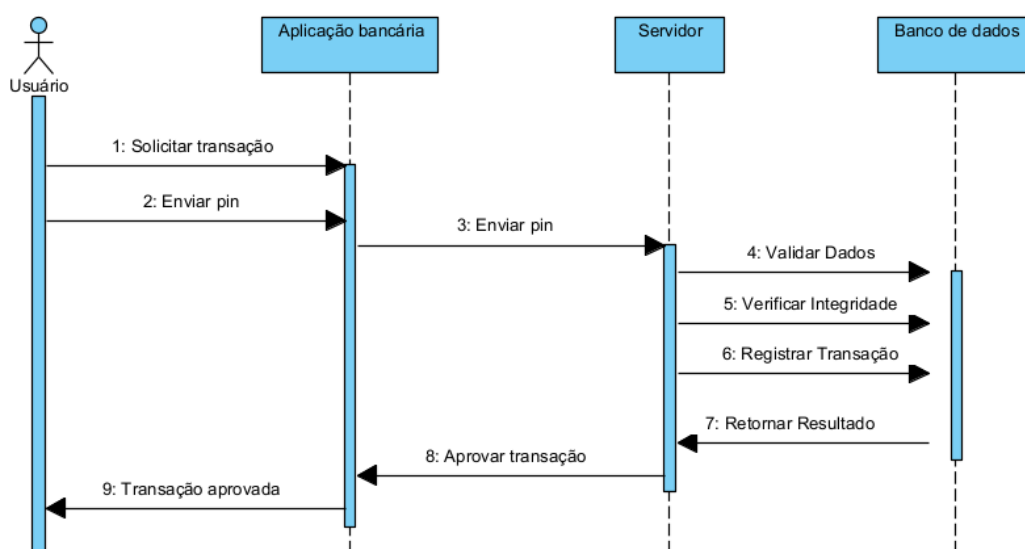 Aplicação bancária
Servidor
Banco de dados
Usuário
1: Solicitar transação
2: Enviar pin
3: Enviar pin
4: Validar Dados
5: Verificar Integridade
6: Registrar Transação
7: Retornar Resultado
8: Aprovar transação
9: Transação aprovada